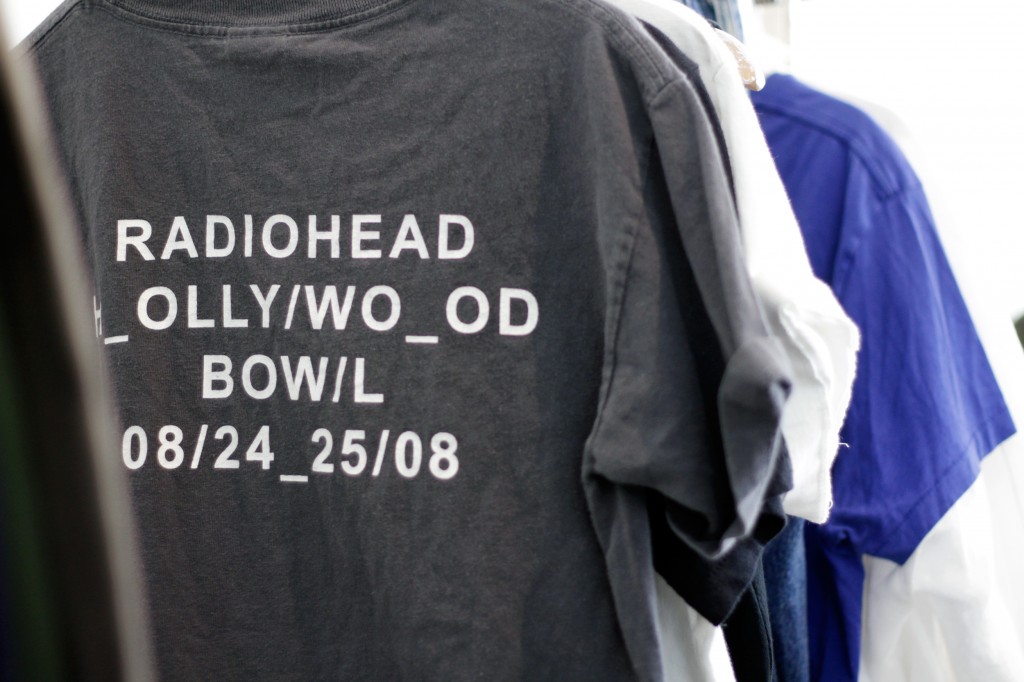 RADIOHEAD
H_OLLY/WO_OD
BOW/L
08/24_25/08